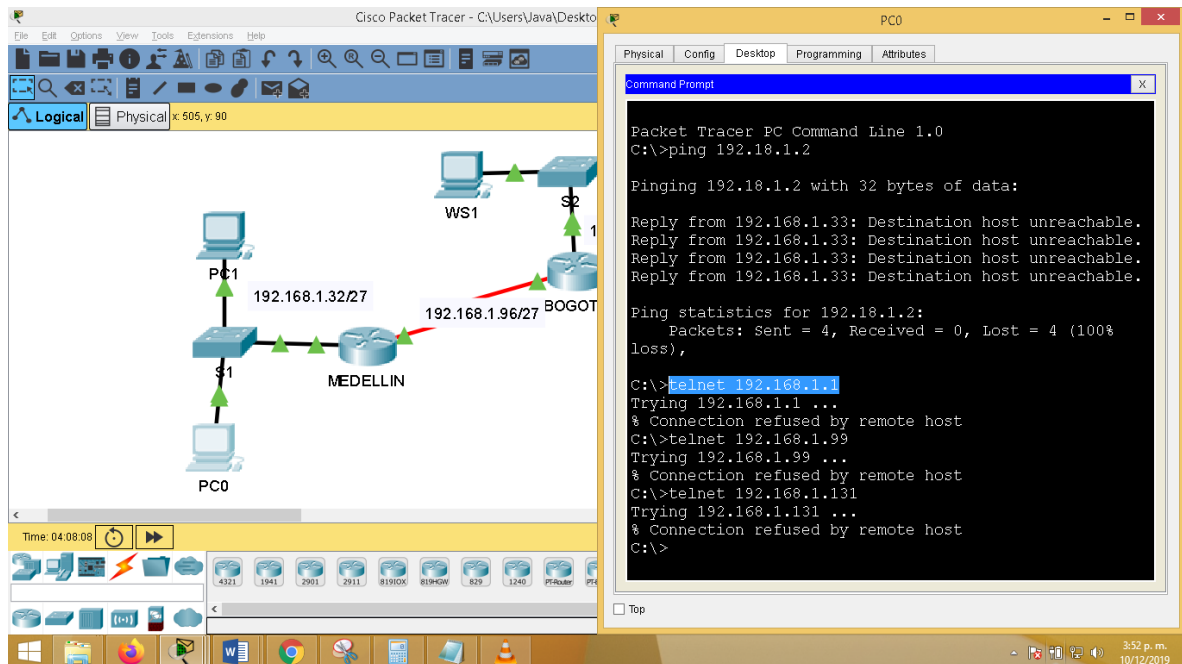 Cisco Packet Tracer - C:\Users\Java\Deskto
File Edit Options View Tools Extensions Help
Logical Physical x: 505, y: 90
WS1
S2
1
PC1
192.168.1.32/27
192.168.1.96/27
BOGOT
S1
MEDELLIN
PC0
Time: 04:08:08
4321 1941 2901 2911 819IOX 819HGW 829 1240 PT-Router
PC0
Physical Config Desktop Programming Attributes
Command Prompt X
Packet Tracer PC Command Line 1.0
C:\>ping 192.18.1.2
Pinging 192.18.1.2 with 32 bytes of data:
Reply from 192.168.1.33: Destination host unreachable.
Reply from 192.168.1.33: Destination host unreachable.
Reply from 192.168.1.33: Destination host unreachable.
Reply from 192.168.1.33: Destination host unreachable.
Ping statistics for 192.18.1.2:
Packets: Sent = 4, Received = 0, Lost = 4 (100%
loss),
C:\>telnet 192.168.1.1
Trying 192.168.1.1 ...
% Connection refused by remote host
C:\>telnet 192.168.1.99
Trying 192.168.1.99 ...
% Connection refused by remote host
C:\>telnet 192.168.1.131
Trying 192.168.1.131 ...
% Connection refused by remote host
C:\>
Top
3:52 p. m.
10/12/2019